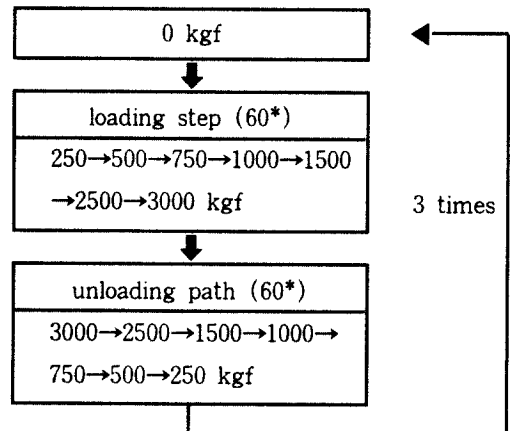 0 kgf
loading step (60*)
250→500→750→1000→1500
→2500→3000 kgf
3 times
unloading path (60*)
3000→2500→1500→1000→
750→500→250 kgf